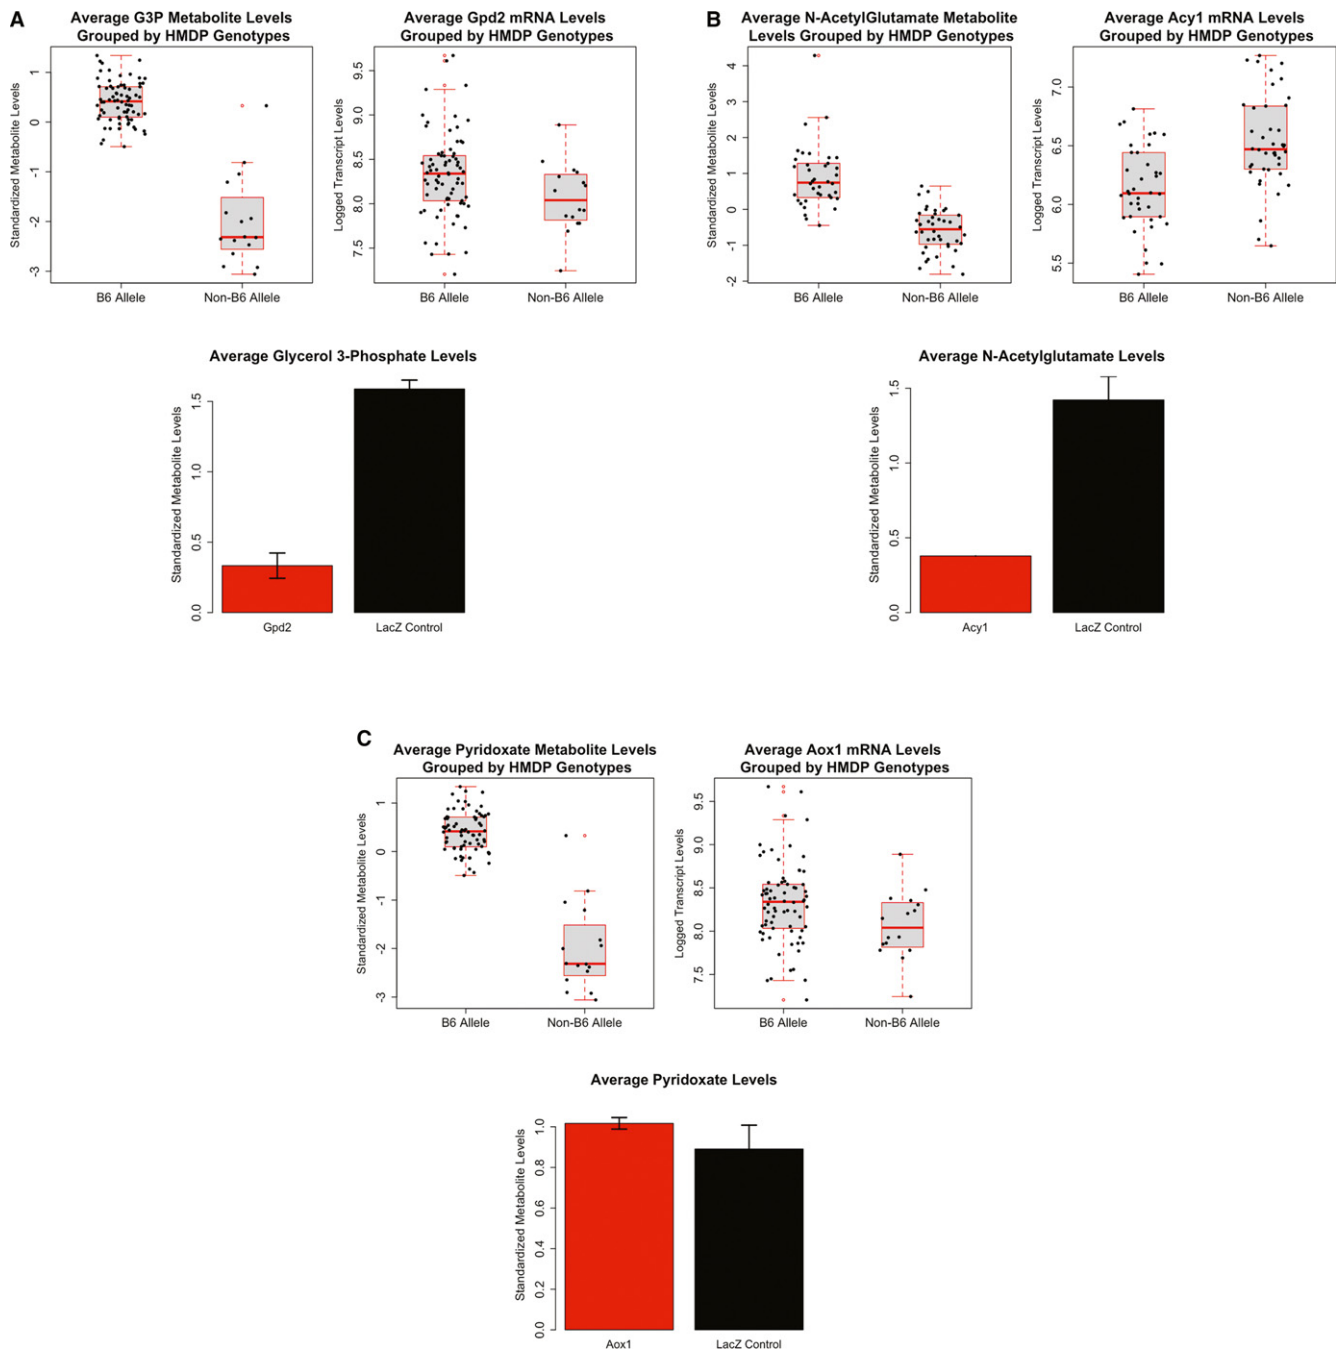 A
Average G3P Metabolite Levels
Grouped by HMDP Genotypes
Standardized Metabolite Levels
1
0
-1
-2
-3
B6 Allele
Non-B6 Allele
Average Gpd2 mRNA Levels
Grouped by HMDP Genotypes
Logged Transcript Levels
9.5
9.0
8.5
8.0
7.5
B6 Allele
Non-B6 Allele
Average Glycerol 3-Phosphate Levels
Standardized Metabolite Levels
1.5
1.0
0.5
0.0
Gpd2
LacZ Control
B
Average N-AcetylGlutamate Metabolite
Levels Grouped by HMDP Genotypes
Standardized Metabolite Levels
4
3
2
1
0
-1
-2
B6 Allele
Non-B6 Allele
Average Acy1 mRNA Levels
Grouped by HMDP Genotypes
Logged Transcript Levels
7.0
6.5
6.0
5.5
B6 Allele
Non-B6 Allele
Average N-Acetylglutamate Levels
Standardized Metabolite Levels
1.5
1.0
0.5
0.0
Acy1
LacZ Control
C
Average Pyridoxate Metabolite Levels
Grouped by HMDP Genotypes
Standardized Metabolite Levels
1
0
-1
-2
-3
B6 Allele
Non-B6 Allele
Average Aox1 mRNA Levels
Grouped by HMDP Genotypes
Logged Transcript Levels
9.5
9.0
8.5
8.0
7.5
B6 Allele
Non-B6 Allele
Average Pyridoxate Levels
Standardized Metabolite Levels
1.0
0.8
0.6
0.4
0.2
0.0
Aox1
LacZ Control